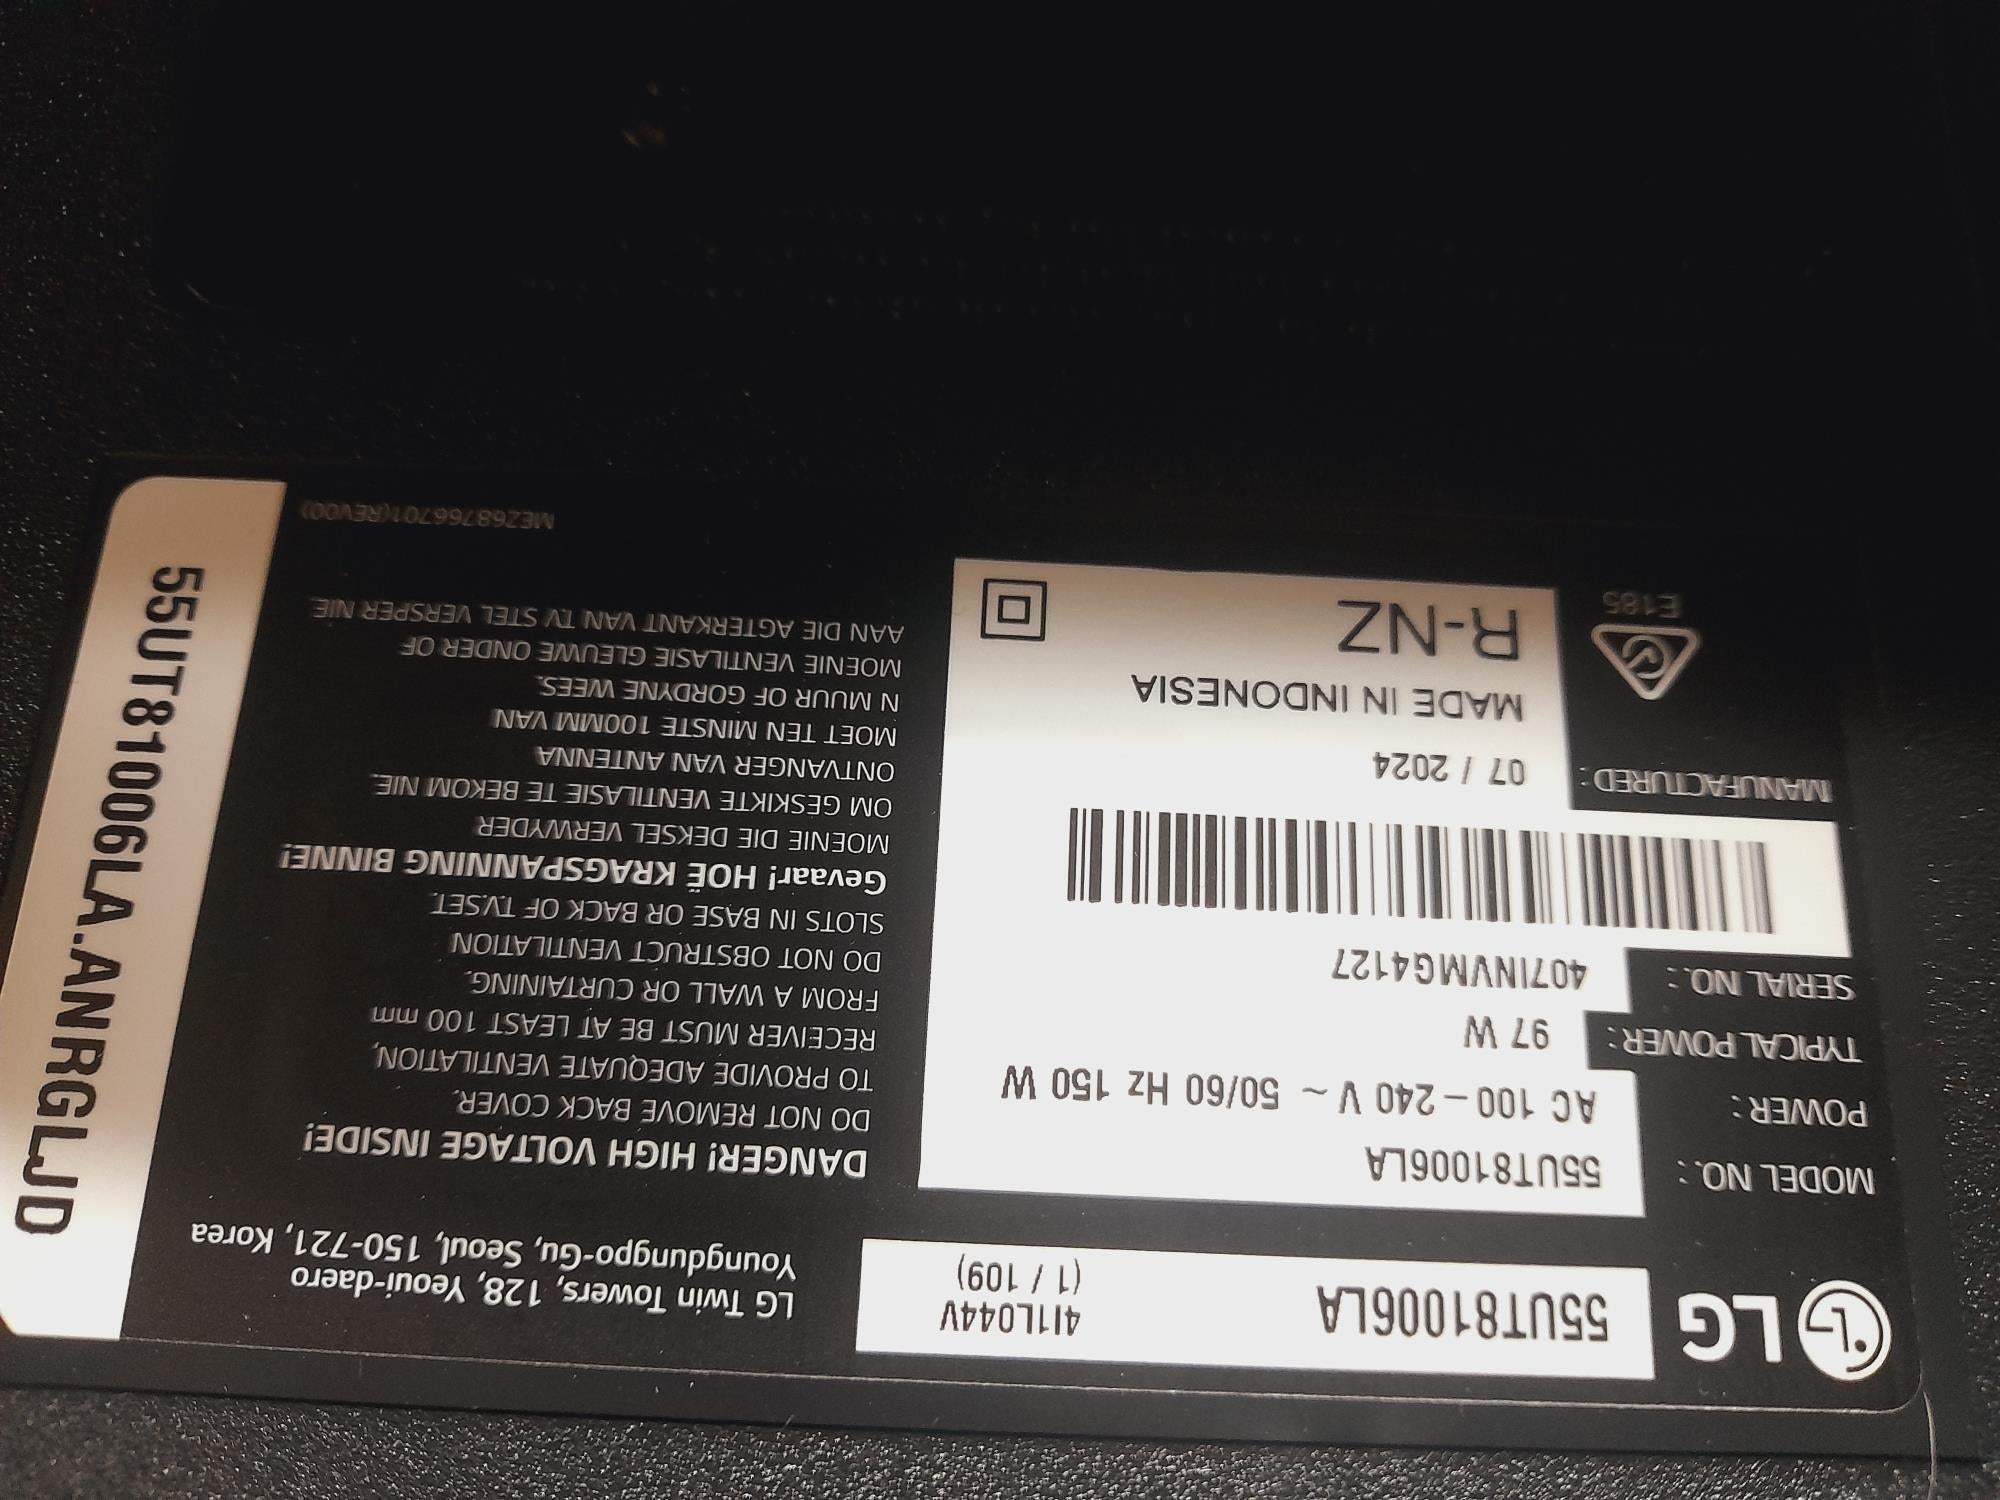 LG
55UT81006LA
4I1L044V
(1 / 109)
MODEL NO. :
55UT81006LA
POWER :
AC 100 – 240 V ~ 50/60 Hz 150 W
TYPICAL POWER :
97 W
SERIAL NO. :
407INVMG4127
MANUFACTURED :
07 / 2024
MADE IN INDONESIA
R-NZ
E185
LG Twin Towers, 128, Yeoui-daero
Youngdungpo-Gu, Seoul, 150-721, Korea
DANGER! HIGH VOLTAGE INSIDE!
DO NOT REMOVE BACK COVER.
TO PROVIDE ADEQUATE VENTILATION,
RECEIVER MUST BE AT LEAST 100 mm
FROM A WALL OR CURTAINING.
DO NOT OBSTRUCT VENTILATION
SLOTS IN BASE OR BACK OF TV.SET.
Gevaar! HOË KRAGSPANNING BINNE!
MOENIE DIE DEKSEL VERWYDER
OM GESKIKTE VENTILASIE TE BEKOM NIE.
ONTVANGER VAN ANTENNA
MOET TEN MINSTE 100MM VAN
N MUUR OF GORDYNE WEES.
MOENIE VENTILASIE GLEUWE ONDER OF
AAN DIE AGTERKANT VAN TV STEL VERSPER NIE.
MEZ68766701(REV00)
55UT81006LA.ANRGLJD